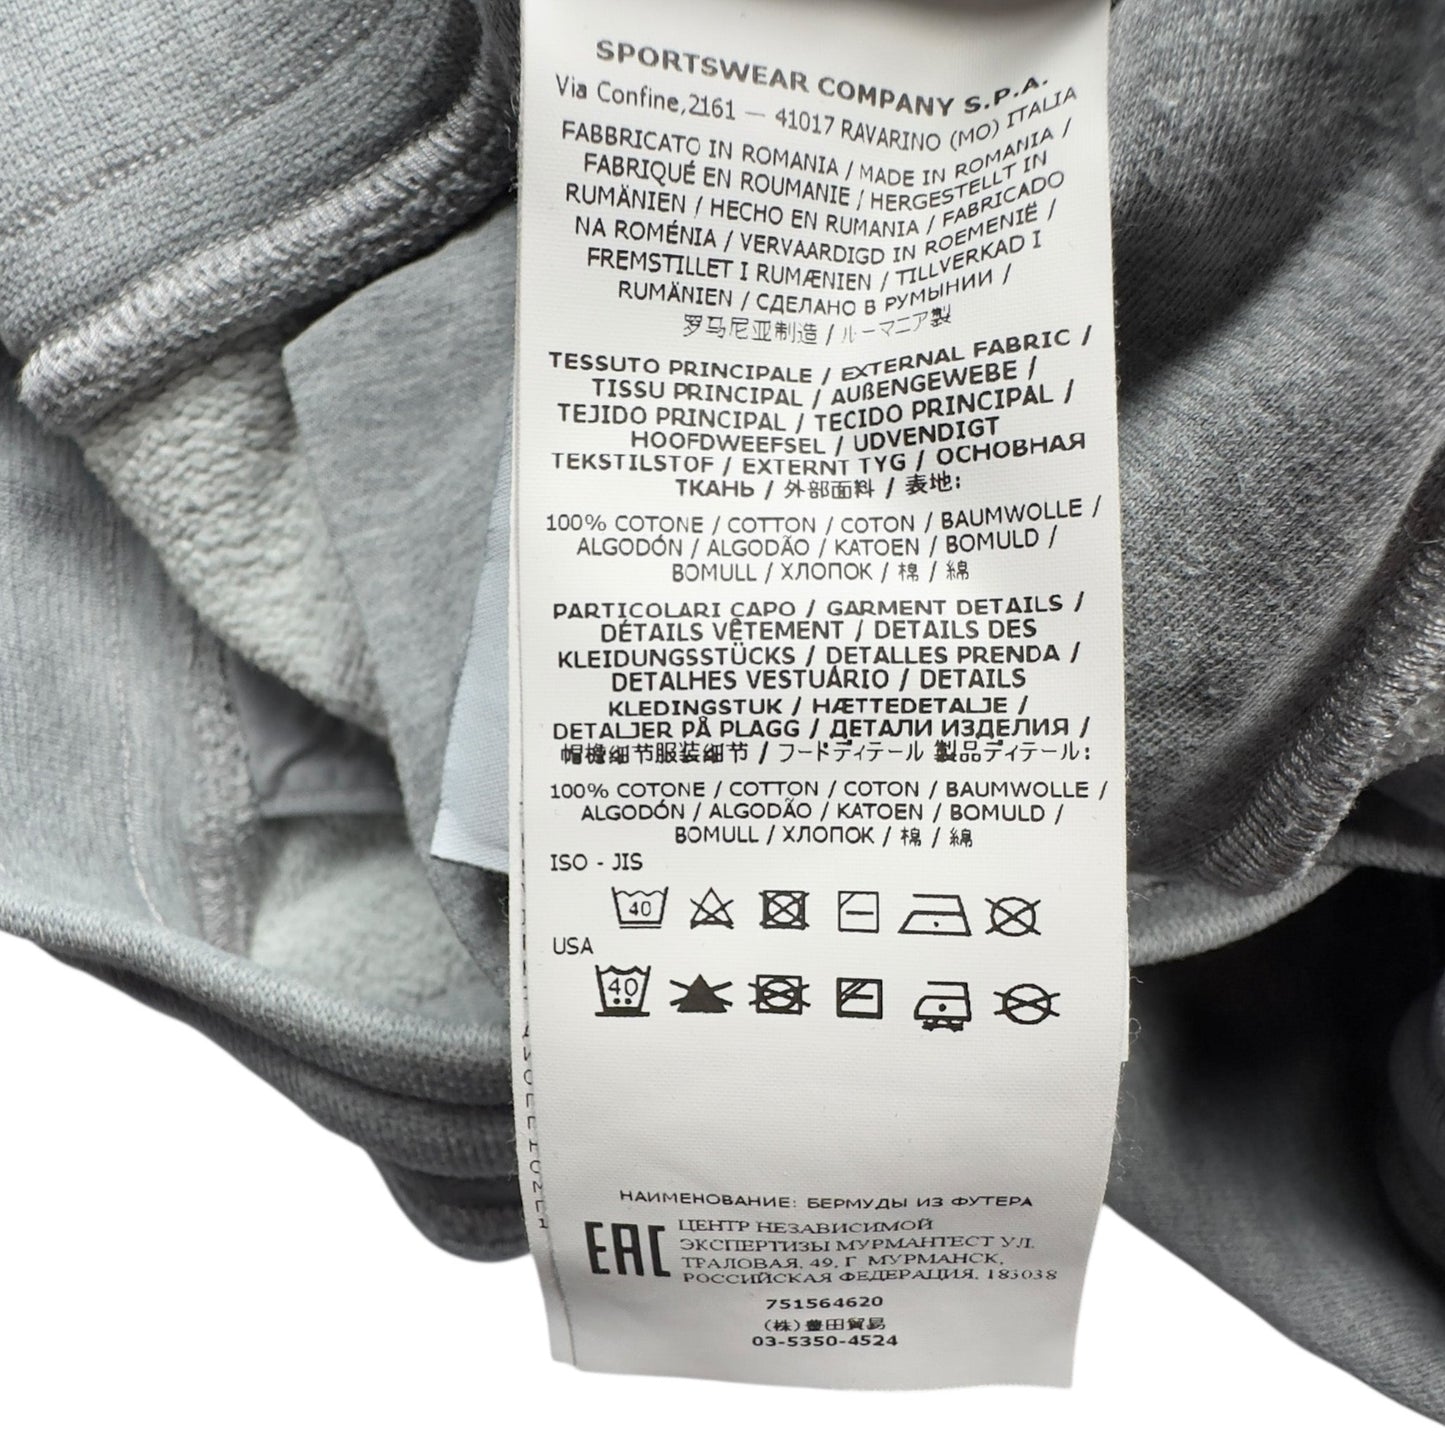 SPORTSWEAR COMPANY S.P.A.
Via Confine,2161 — 41017 RAVARINO (MO) ITALIA
FABBRICATO IN ROMANIA / MADE IN ROMANIA /
FABRIQUÉ EN ROUMANIE / HERGESTELLT IN
RUMÄNIEN / HECHO EN RUMANIA / FABRICADO
NA ROMÉNIA / VERVAARDIGD IN ROEMENIË /
FREMSTILLET I RUMÆNIEN / TILLVERKAD I
RUMÄNIEN / СДЕЛАНО В РУМЫНИИ /
罗马尼亚制造 / ルーマニア製
TESSUTO PRINCIPALE / EXTERNAL FABRIC /
TISSU PRINCIPAL / AUßENGEWEBE /
TEJIDO PRINCIPAL / TECIDO PRINCIPAL /
HOOFDWEEFSEL / UDVENDIGT
TEKSTILSTOF / EXTERNT TYG / ОСНОВНАЯ
ТКАНЬ / 外部面料 / 表地:
100% COTONE / COTTON / COTON / BAUMWOLLE /
ALGODÓN / ALGODÃO / KATOEN / BOMULD /
BOMULL / ХЛОПОК / 棉 / 綿
PARTICOLARI CAPO / GARMENT DETAILS /
DÉTAILS VÊTEMENT / DETAILS DES
KLEIDUNGSSTÜCKS / DETALLES PRENDA /
DETALHES VESTUÁRIO / DETAILS
KLEDINGSTUK / HÆTTEDETALJE /
DETALJER PÅ PLAGG / ДЕТАЛИ ИЗДЕЛИЯ /
帽檐细节服装细节 / フードディテール 製品ディテール:
100% COTONE / COTTON / COTON / BAUMWOLLE /
ALGODÓN / ALGODÃO / KATOEN / BOMULD /
BOMULL / ХЛОПОК / 棉 / 綿
ISO - JIS
40
USA
40
НАИМЕНОВАНИЕ: БЕРМУДЫ ИЗ ФУТЕРА
EAC
ЦЕНТР НЕЗАВИСИМОЙ
ЭКСПЕРТИЗЫ МУРМАНТЕСТ УЛ.
ТРАЛОВАЯ, 49, Г МУРМАНСК,
РОССИЙСКАЯ ФЕДЕРАЦИЯ, 183038
751564620
(株) 豊田貿易
03-5350-4524